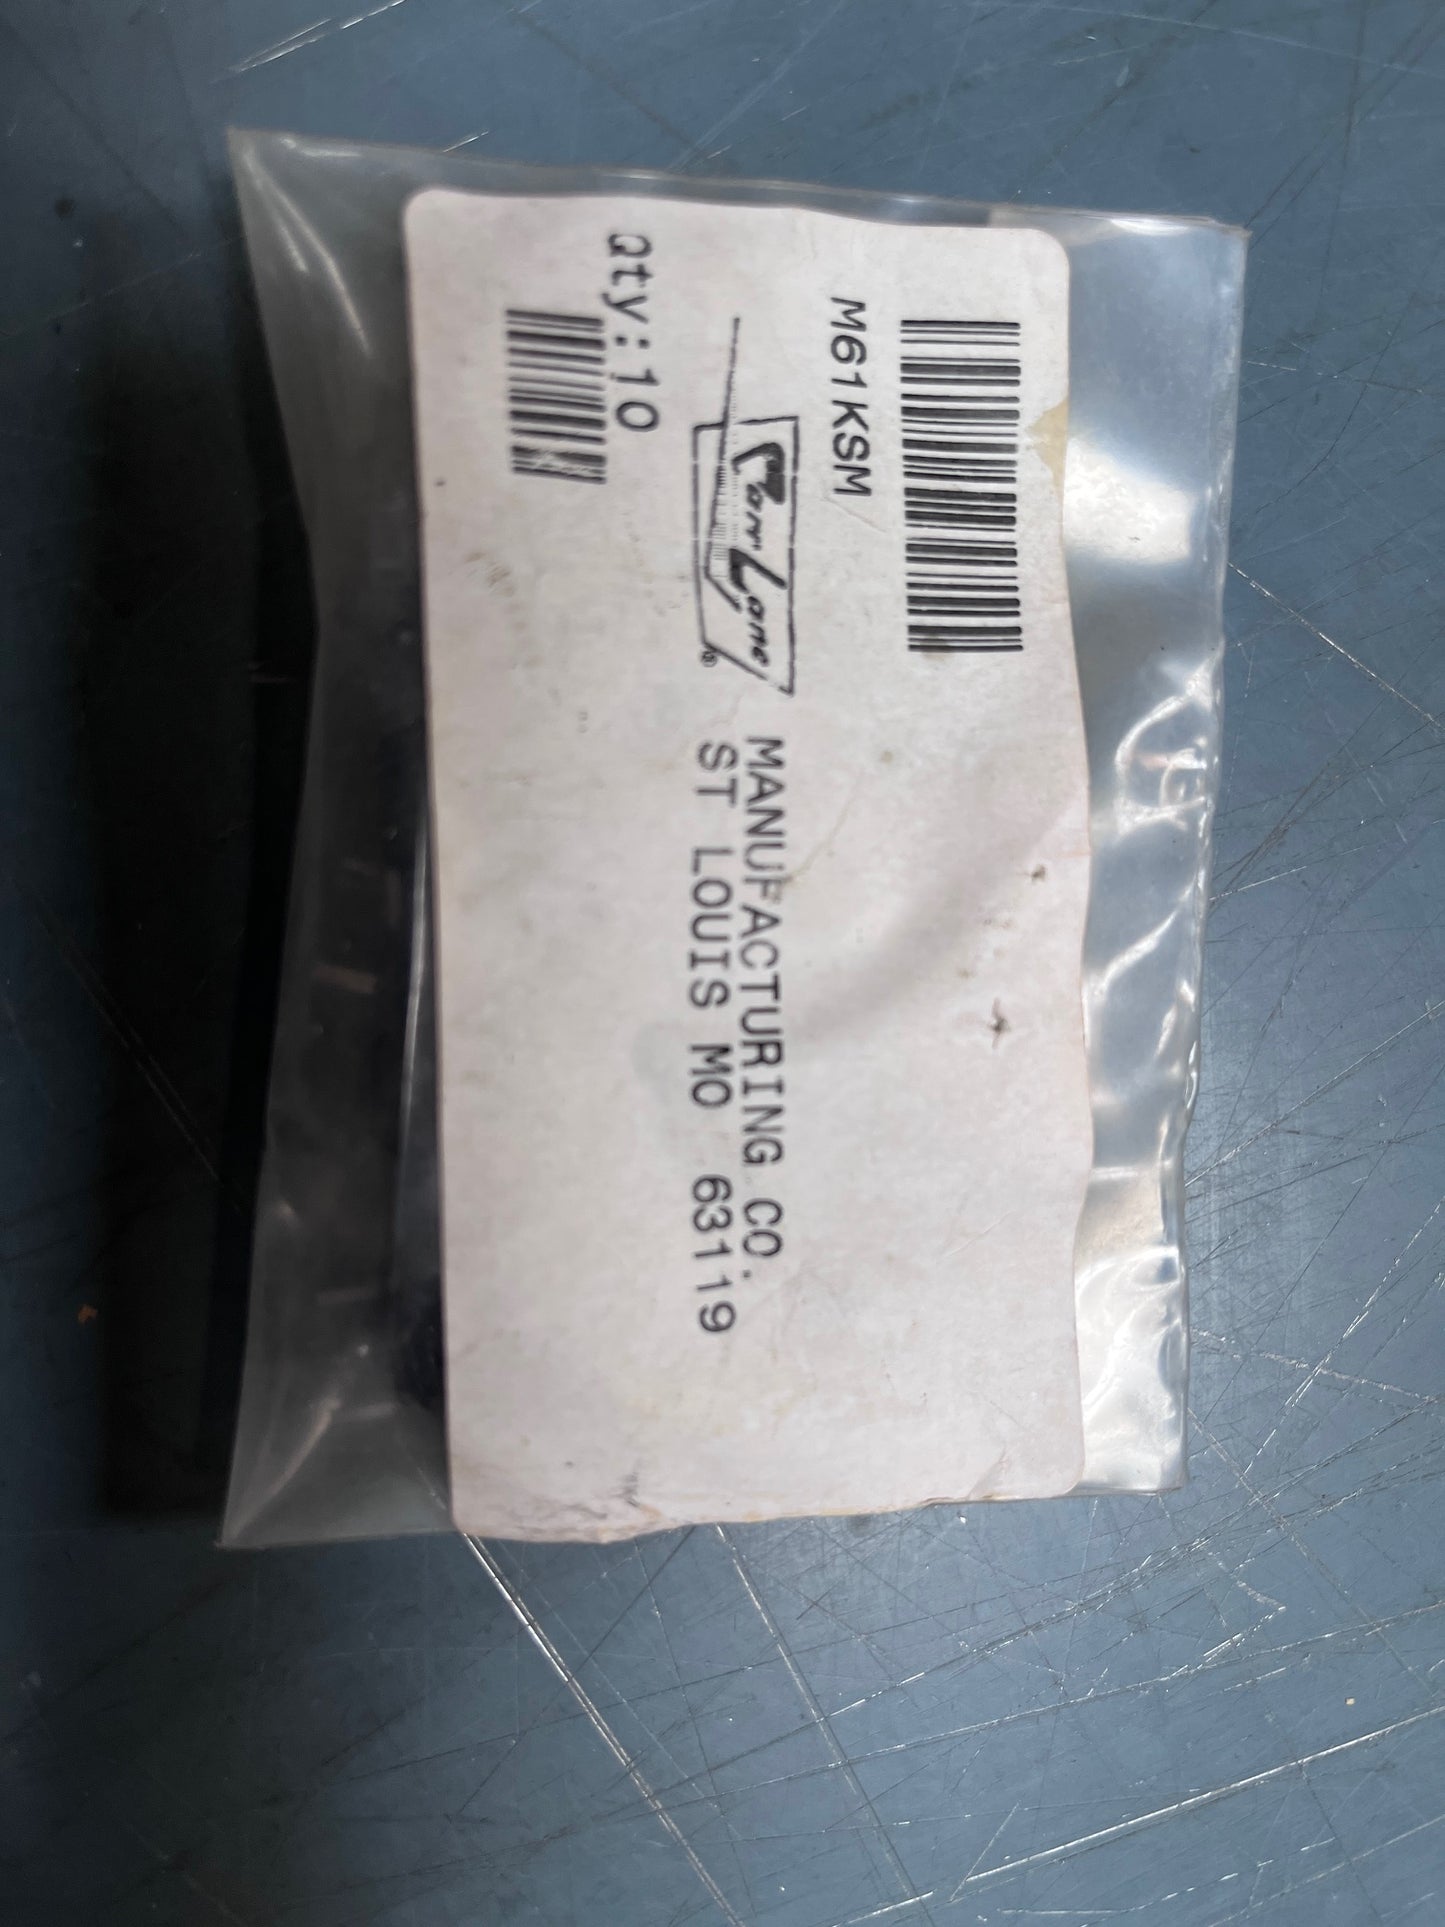 M61KSM
Carr Lane ®
MANUFACTURING CO.
ST LOUIS MO 63119
Qty:10